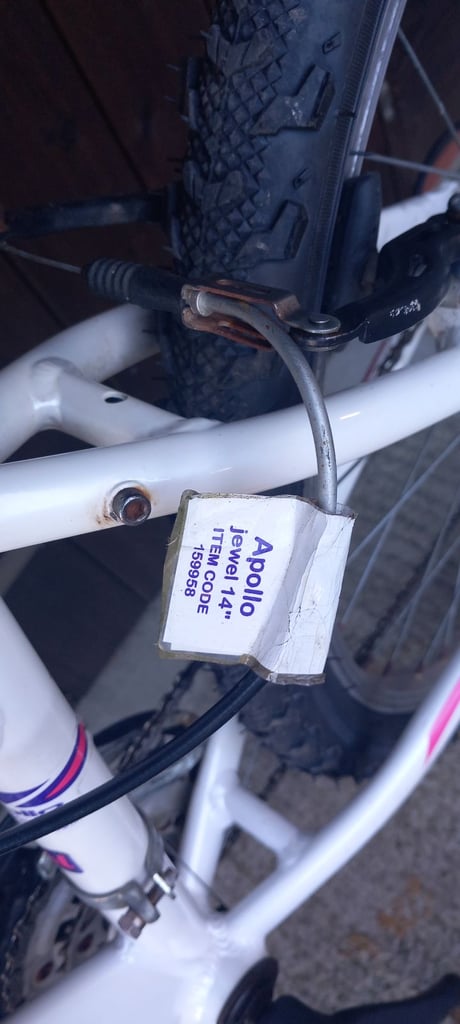 Apollo
jewel 14"
ITEM CODE
159958